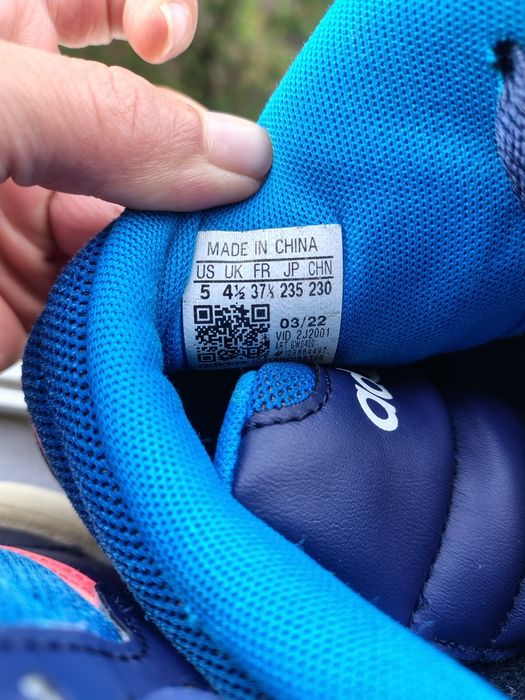 MADE IN CHINA
US UK FR JP CHN
5 4½ 37⅓ 235 230
03/22
VID 2J2001
ad